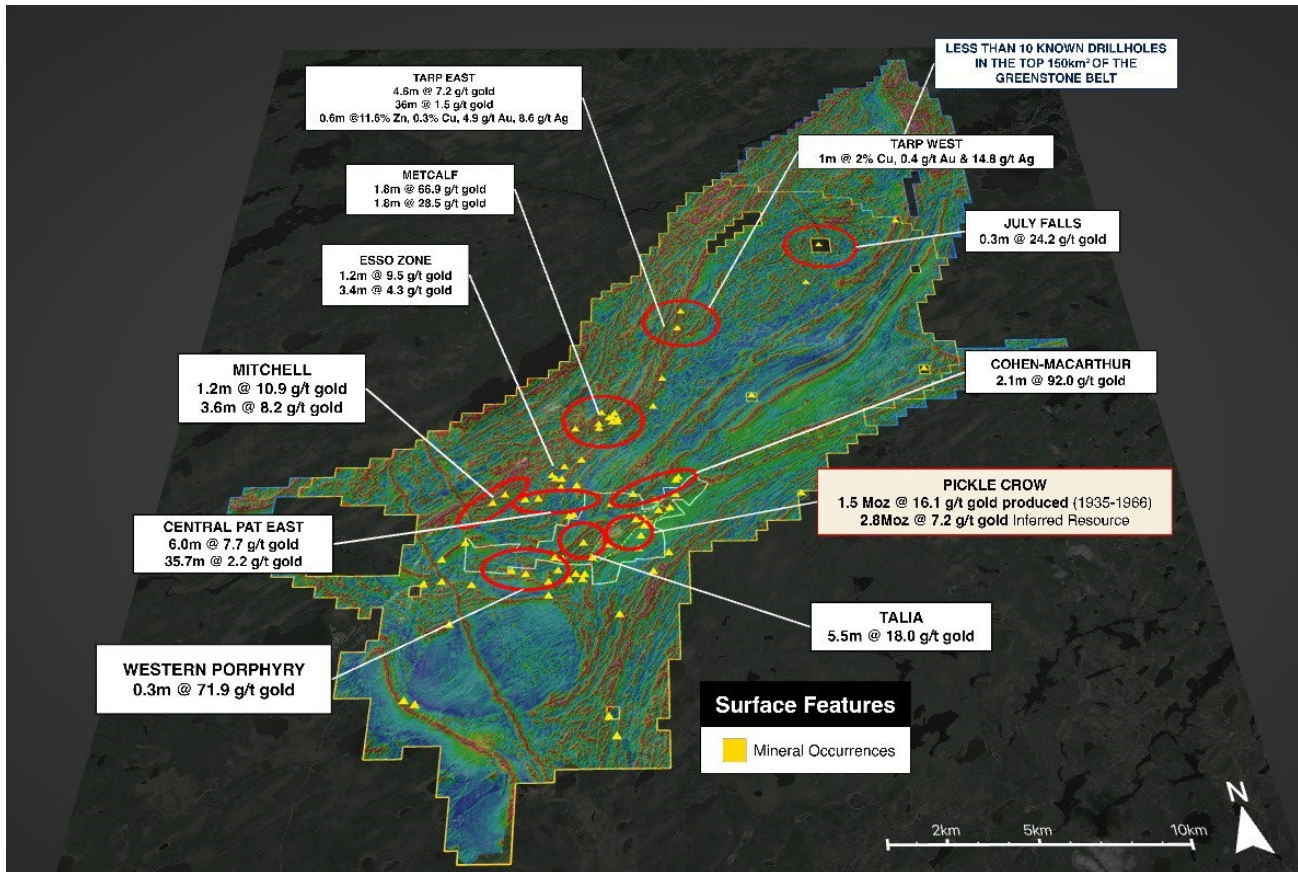 LESS THAN 10 KNOWN DRILLHOLES
IN THE TOP 150km² OF THE
GREENSTONE BELT
TARP EAST
4.6m @ 7.2 g/t gold
36m @ 1.5 g/t gold
0.6m @11.6% Zn, 0.3% Cu, 4.9 g/t Au, 8.6 g/t Ag
TARP WEST
1m @ 2% Cu, 0.4 g/t Au & 14.8 g/t Ag
METCALF
1.8m @ 66.9 g/t gold
1.8m @ 28.5 g/t gold
JULY FALLS
0.3m @ 24.2 g/t gold
ESSO ZONE
1.2m @ 9.5 g/t gold
3.4m @ 4.3 g/t gold
MITCHELL
1.2m @ 10.9 g/t gold
3.6m @ 8.2 g/t gold
COHEN-MACARTHUR
2.1m @ 92.0 g/t gold
PICKLE CROW
1.5 Moz @ 16.1 g/t gold produced (1935-1966)
2.8Moz @ 7.2 g/t gold Inferred Resource
CENTRAL PAT EAST
6.0m @ 7.7 g/t gold
35.7m @ 2.2 g/t gold
TALIA
5.5m @ 18.0 g/t gold
WESTERN PORPHYRY
0.3m @ 71.9 g/t gold
Surface Features
Mineral Occurrences
N
2km 5km 10km